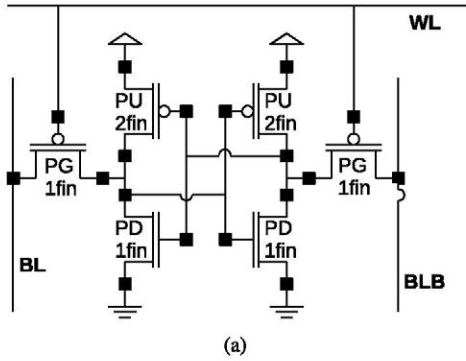 WL
PU
2fin
PU
2fin
PG
1fin
PG
1fin
PD
1fin
PD
1fin
BL
BLB
(a)